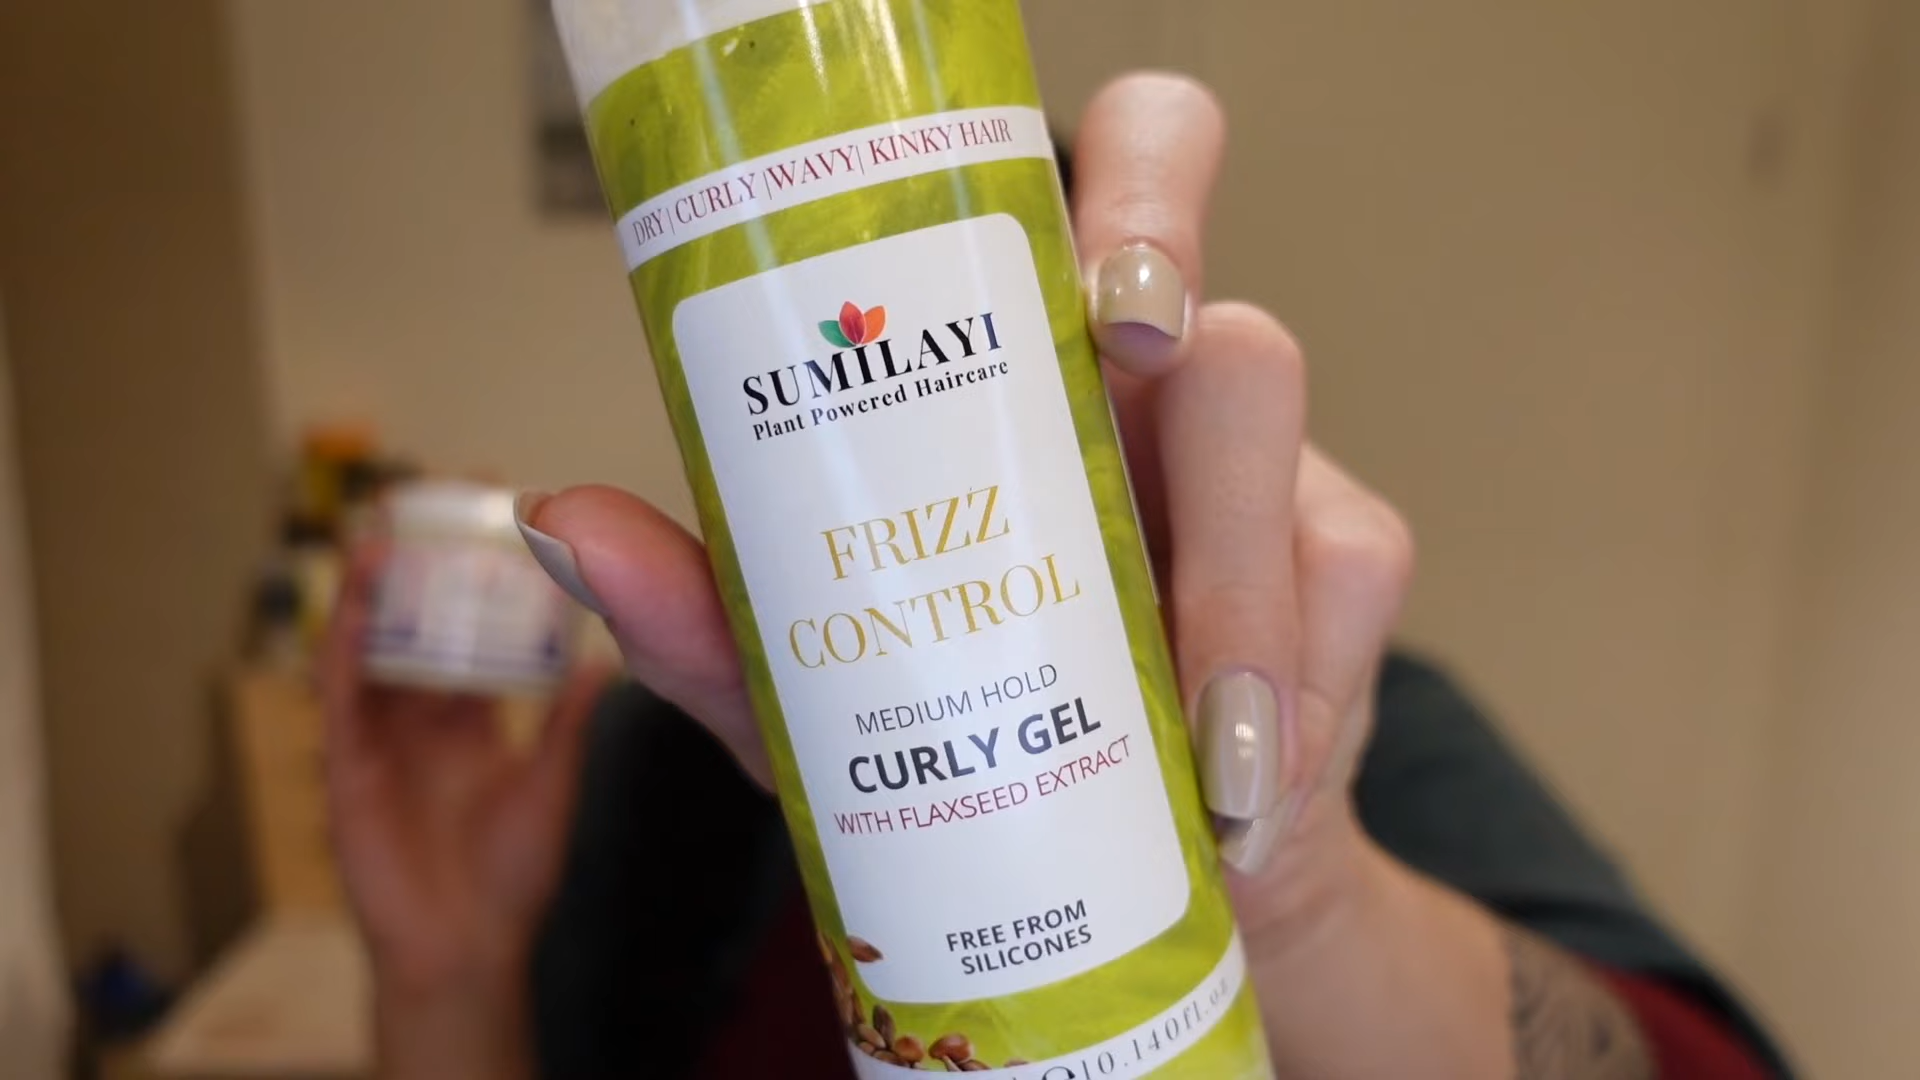 DRY| CURLY |WAVY| KINKY HAIR
SUMILAYI
Plant Powered Haircare
FRIZZ
CONTROL
MEDIUM HOLD
CURLY GEL
WITH FLAXSEED EXTRACT
FREE FROM
SILICONES
10.140fl.oz